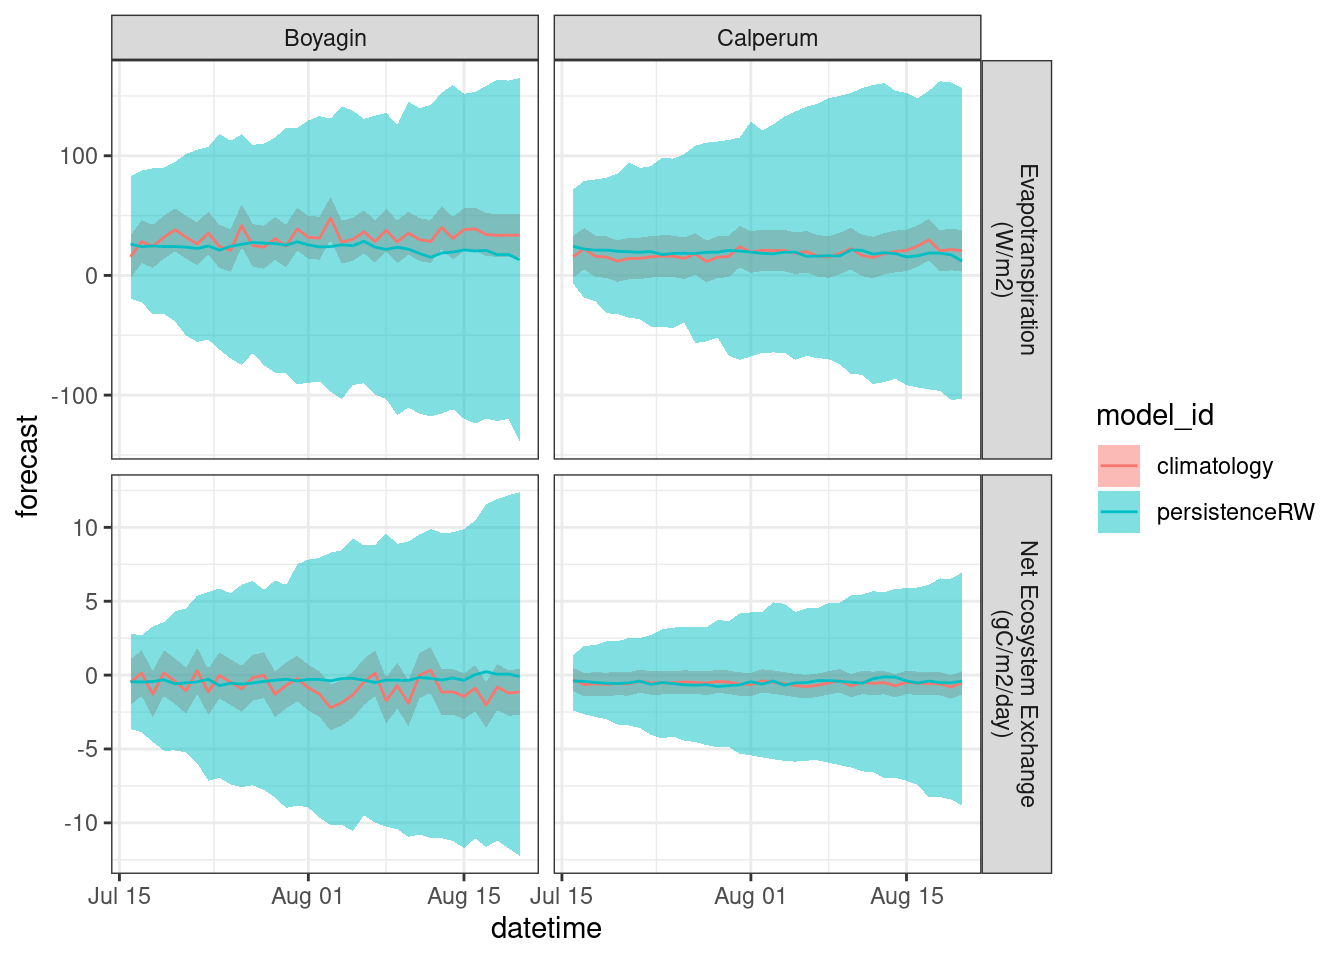 Boyagin
Calperum
100
0
-100
Evapotranspiration
(W/m2)
forecast
10
5
0
-5
-10
Net Ecosystem Exchange
(gC/m2/day)
Jul 15
Aug 01
Aug 15
Jul 15
Aug 01
Aug 15
datetime
model_id
climatology
persistenceRW